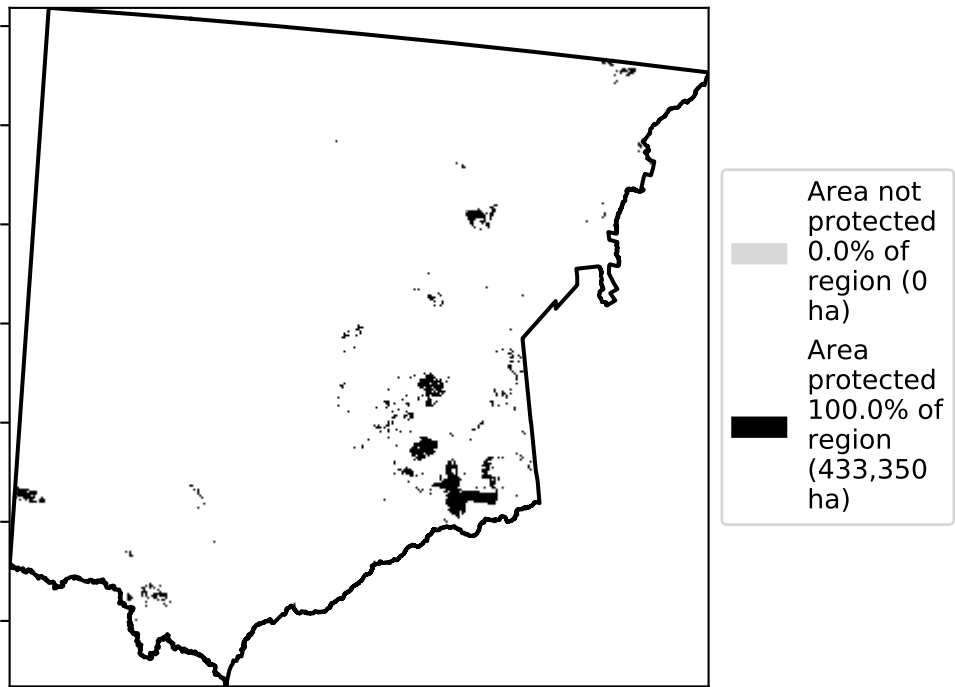 Area not
protected
0.0% of
region (0
ha)
Area
protected
100.0% of
region
(433,350
ha)